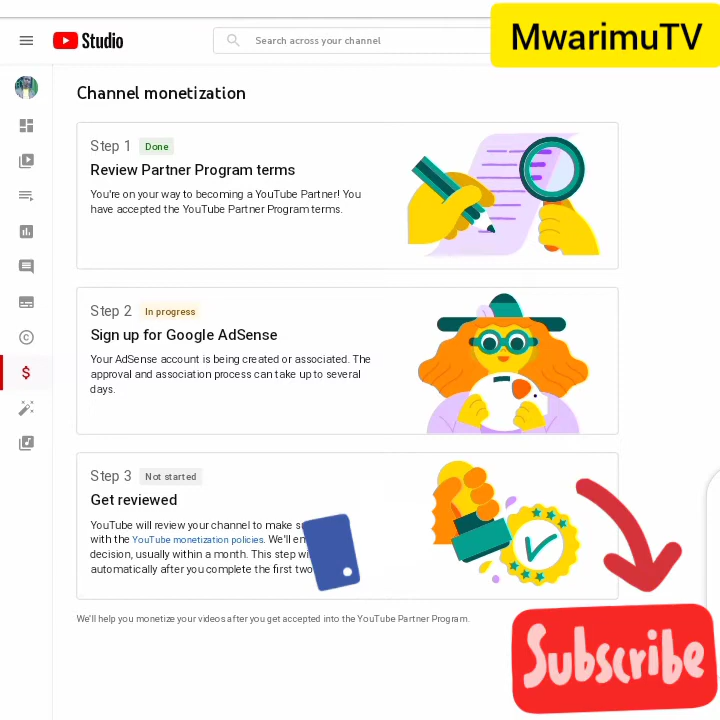 MwarimuTV
Studio
Search across your channel
Channel monetization
Step 1 Done
Review Partner Program terms
You're on your way to becoming a YouTube Partner! You
have accepted the YouTube Partner Program terms.
Step 2 In progress
Sign up for Google AdSense
Your AdSense account is being created or associated. The
approval and association process can take up to several
days.
Step 3 Not started
Get reviewed
YouTube will review your channel to make
with the YouTube monetization policies. We'll
decision, usually within a month. This step
automatically after you complete the first two
We'll help you monetize your videos after you get accepted into the YouTube Partner Program.
Subscribe